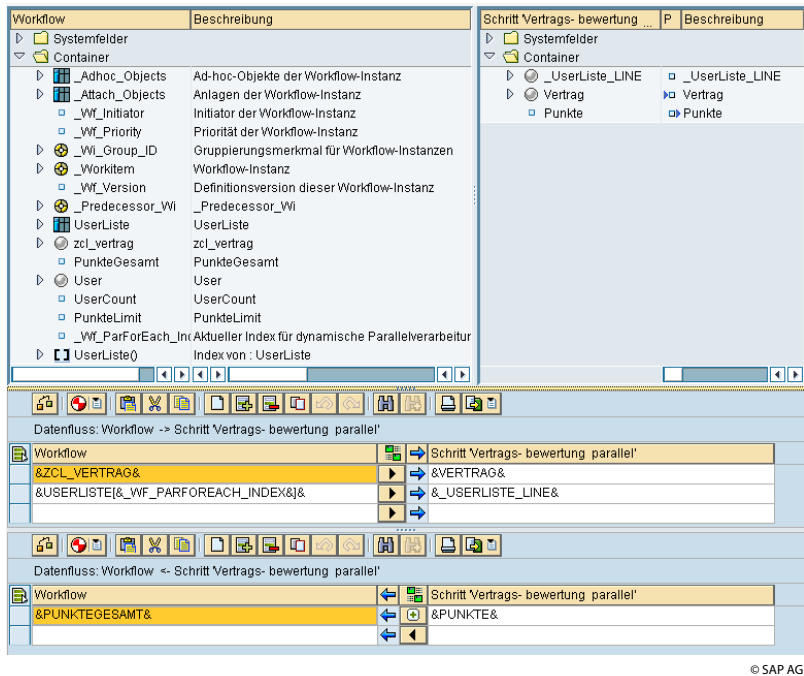 Workflow Beschreibung
Systemfelder
Container
_Adhoc_Objects Ad-hoc-Objekte der Workflow-Instanz
_Attach_Objects Anlagen der Workflow-Instanz
_Wf_Initiator Initiator der Workflow-Instanz
_Wf_Priority Priorität der Workflow-Instanz
_Wi_Group_ID Gruppierungsmerkmal für Workflow-Instanzen
_Workitem Workflow-Instanz
_Wf_Version Definitionsversion dieser Workflow-Instanz
_Predecessor_Wi _Predecessor_Wi
UserListe UserListe
zcl_vertrag zcl_vertrag
PunkteGesamt PunkteGesamt
User User
UserCount UserCount
PunkteLimit PunkteLimit
_Wf_ParForEach_Inc Aktueller Index für dynamische Parallelverarbeitur
UserListe() Index von : UserListe
Schritt 'Vertrags- bewertung ... P Beschreibung
Systemfelder
Container
_UserListe_LINE _UserListe_LINE
Vertrag Vertrag
Punkte Punkte
Datenfluss: Workflow -> Schritt 'Vertrags- bewertung parallel'
Workflow Schritt 'Vertrags- bewertung parallel'
&ZCL_VERTRAG& &VERTRAG&
&USERLISTE[&_WF_PARFOREACH_INDEX&]& &_USERLISTE_LINE&
Datenfluss: Workflow <- Schritt 'Vertrags- bewertung parallel'
Workflow Schritt 'Vertrags- bewertung parallel'
&PUNKTEGESAMT& &PUNKTE&
© SAP AG